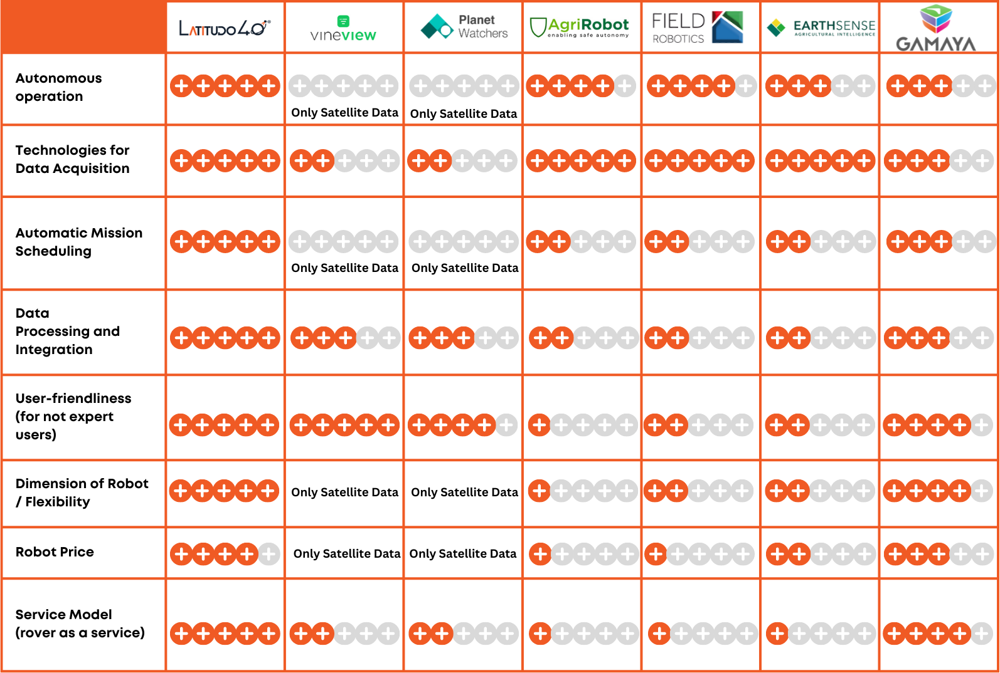 LATITUDO 40®
vineview
Planet
Watchers
AgriRobot
enabling safe autonomy
FIELD
ROBOTICS
EARTHSENSE
AGRICULTURAL INTELLIGENCE
GAMAYA
Autonomous
operation
Only Satellite Data
Only Satellite Data
Technologies for
Data Acquisition
Automatic Mission
Scheduling
Only Satellite Data
Only Satellite Data
Data
Processing and
Integration
User-friendliness
(for not expert
users)
Dimension of Robot
/ Flexibility
Only Satellite Data
Only Satellite Data
Robot Price
Only Satellite Data
Only Satellite Data
Service Model
(rover as a service)